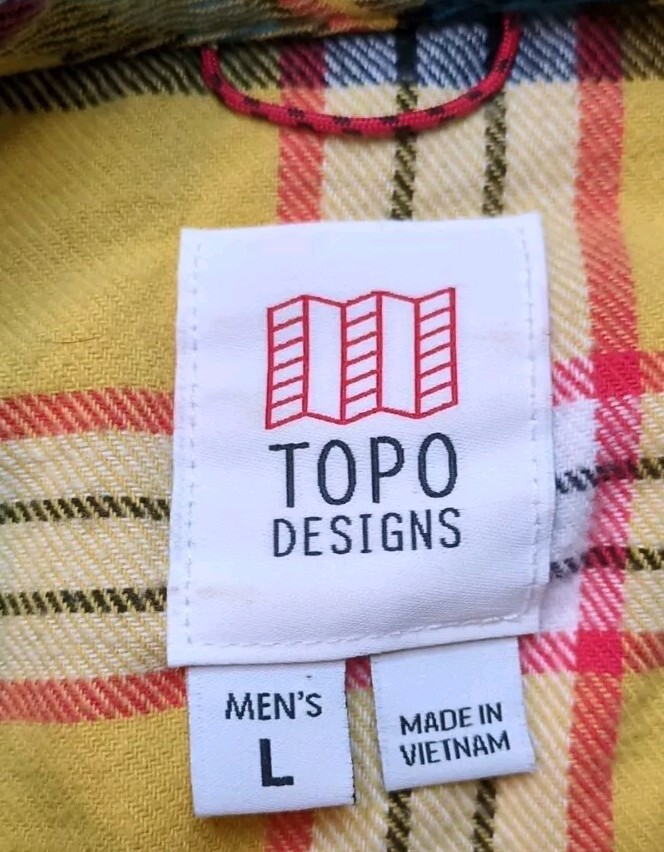 TOPO
DESIGNS
MEN'S
L
MADE IN
VIETNAM